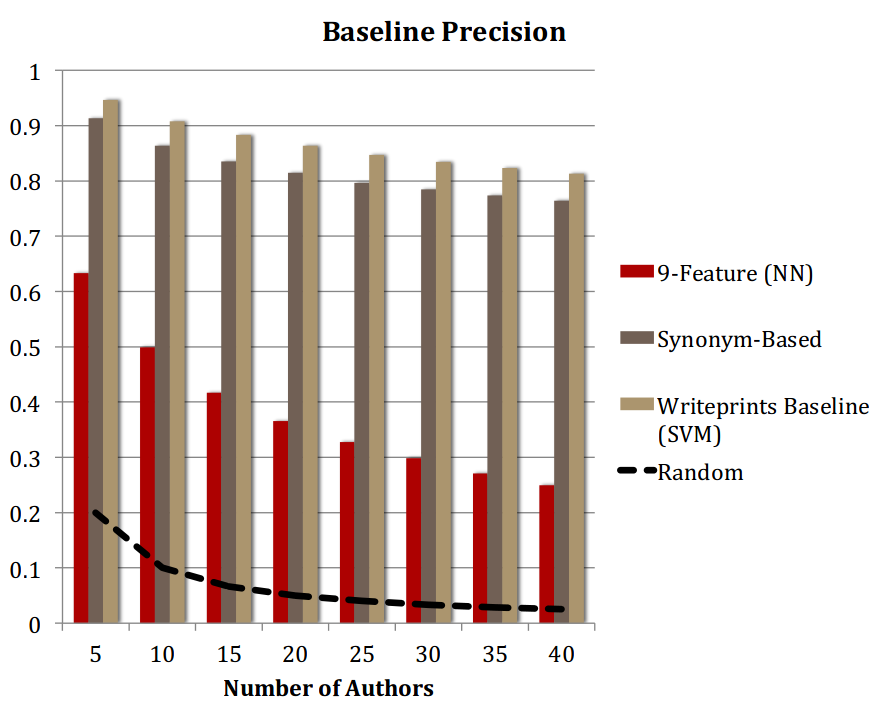 Baseline Precision
1
0.9
0.8
0.7
0.6
0.5
0.4
0.3
0.2
0.1
0
5 10 15 20 25 30 35 40
Number of Authors
9-Feature (NN)
Synonym-Based
Writeprints Baseline
(SVM)
Random